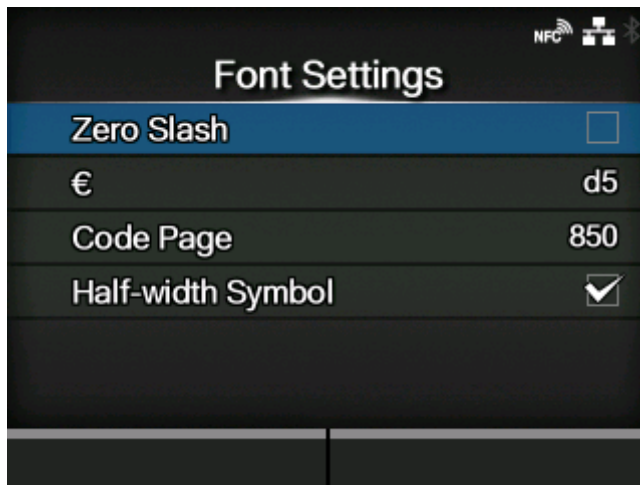 NFC
Font Settings
Zero Slash
€ d5
Code Page 850
Half-width Symbol